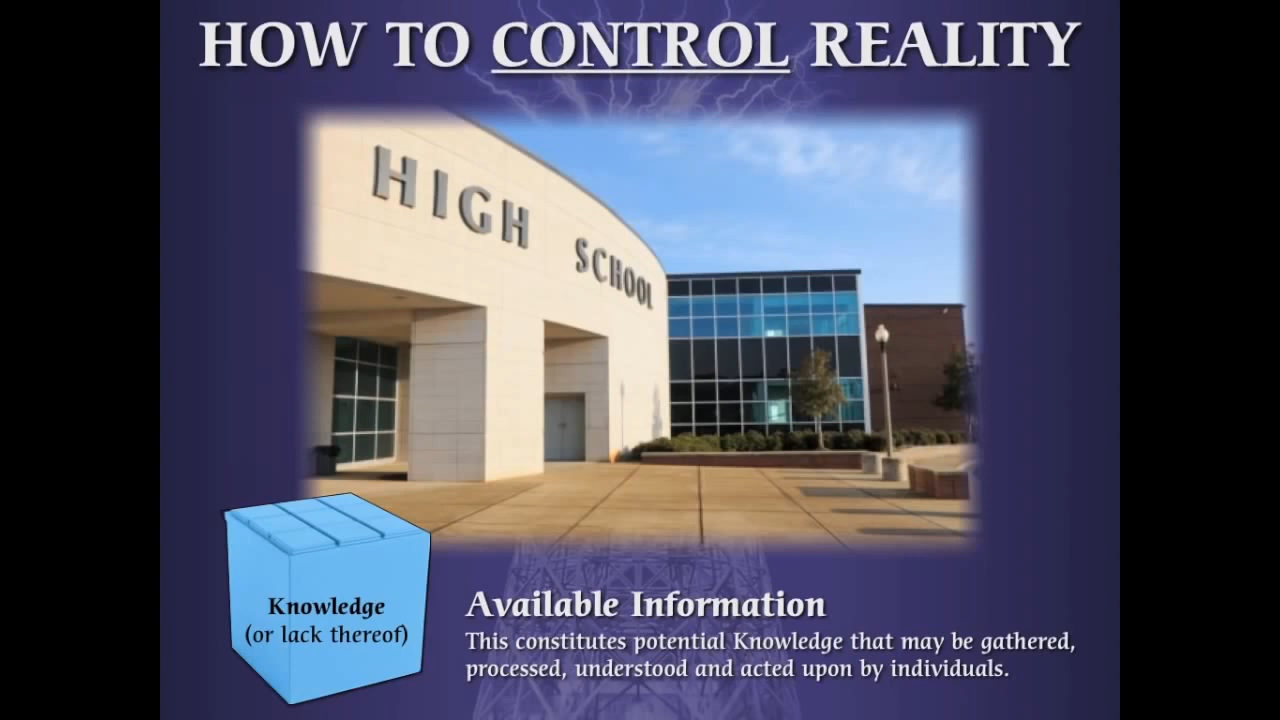 HOW TO CONTROL REALITY
HIGH SCHOOL
Knowledge
(or lack thereof)
Available Information
This constitutes potential Knowledge that may be gathered,
processed, understood and acted upon by individuals.